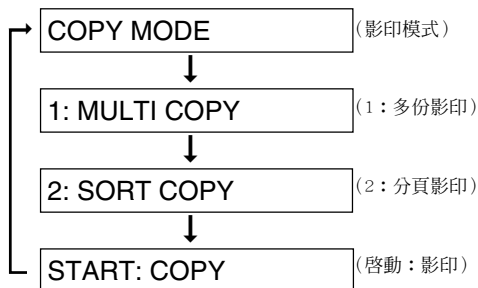 COPY MODE (影印模式)
1: MULTI COPY (1：多份影印)
2: SORT COPY (2：分頁影印)
START: COPY (啓動：影印)